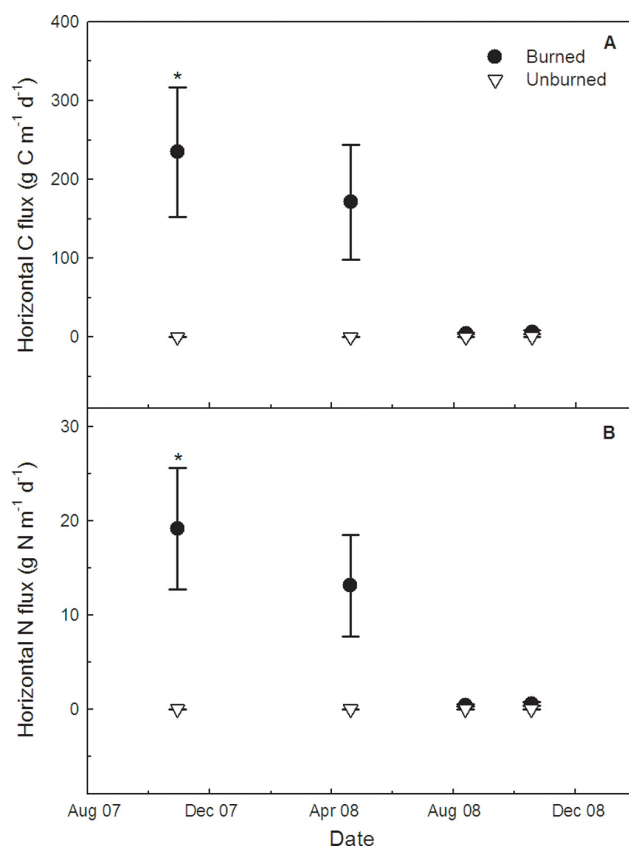 400
A
Burned
Unburned
*
300
200
100
0
Horizontal C flux (g C m⁻¹ d⁻¹)
30
B
*
20
10
0
Horizontal N flux (g N m⁻¹ d⁻¹)
Aug 07 Dec 07 Apr 08 Aug 08 Dec 08
Date